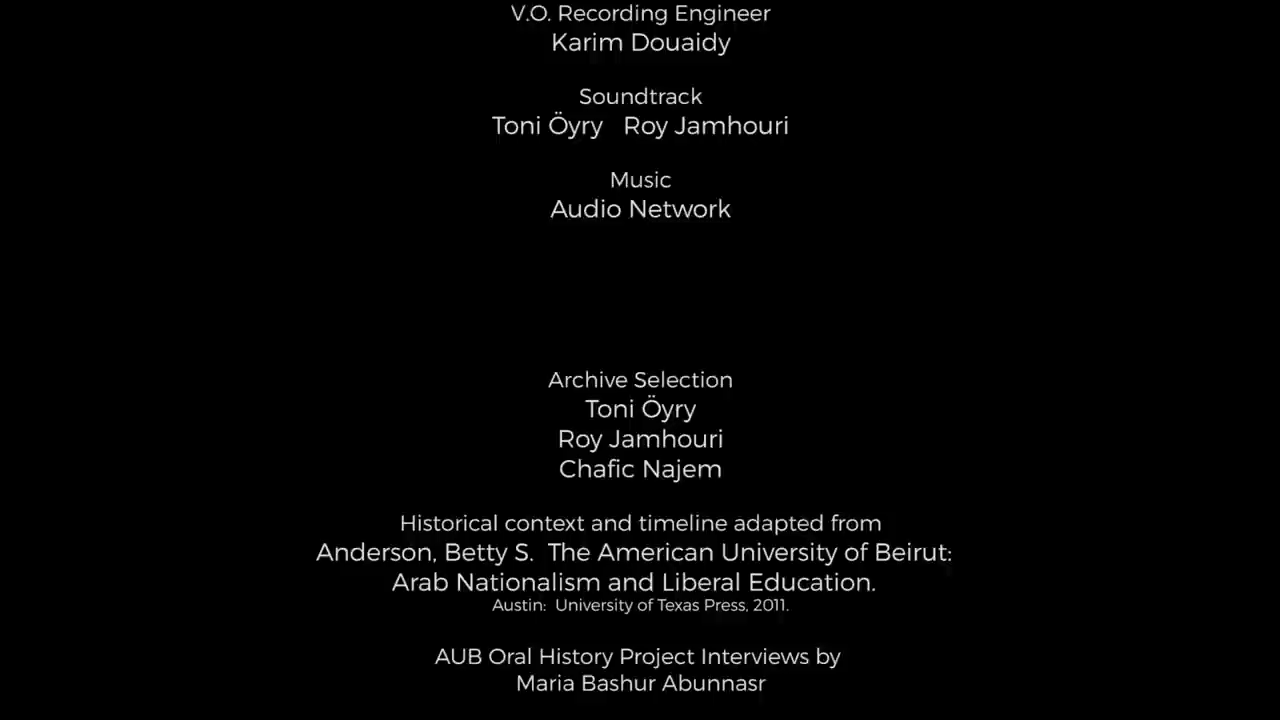 V.O. Recording Engineer
Karim Douaidy
Soundtrack
Toni Öyry   Roy Jamhouri
Music
Audio Network
Archive Selection
Toni Öyry
Roy Jamhouri
Chafic Najem
Historical context and timeline adapted from
Anderson, Betty S.  The American University of Beirut:
Arab Nationalism and Liberal Education.
Austin:  University of Texas Press, 2011.
AUB Oral History Project Interviews by
Maria Bashur Abunnasr